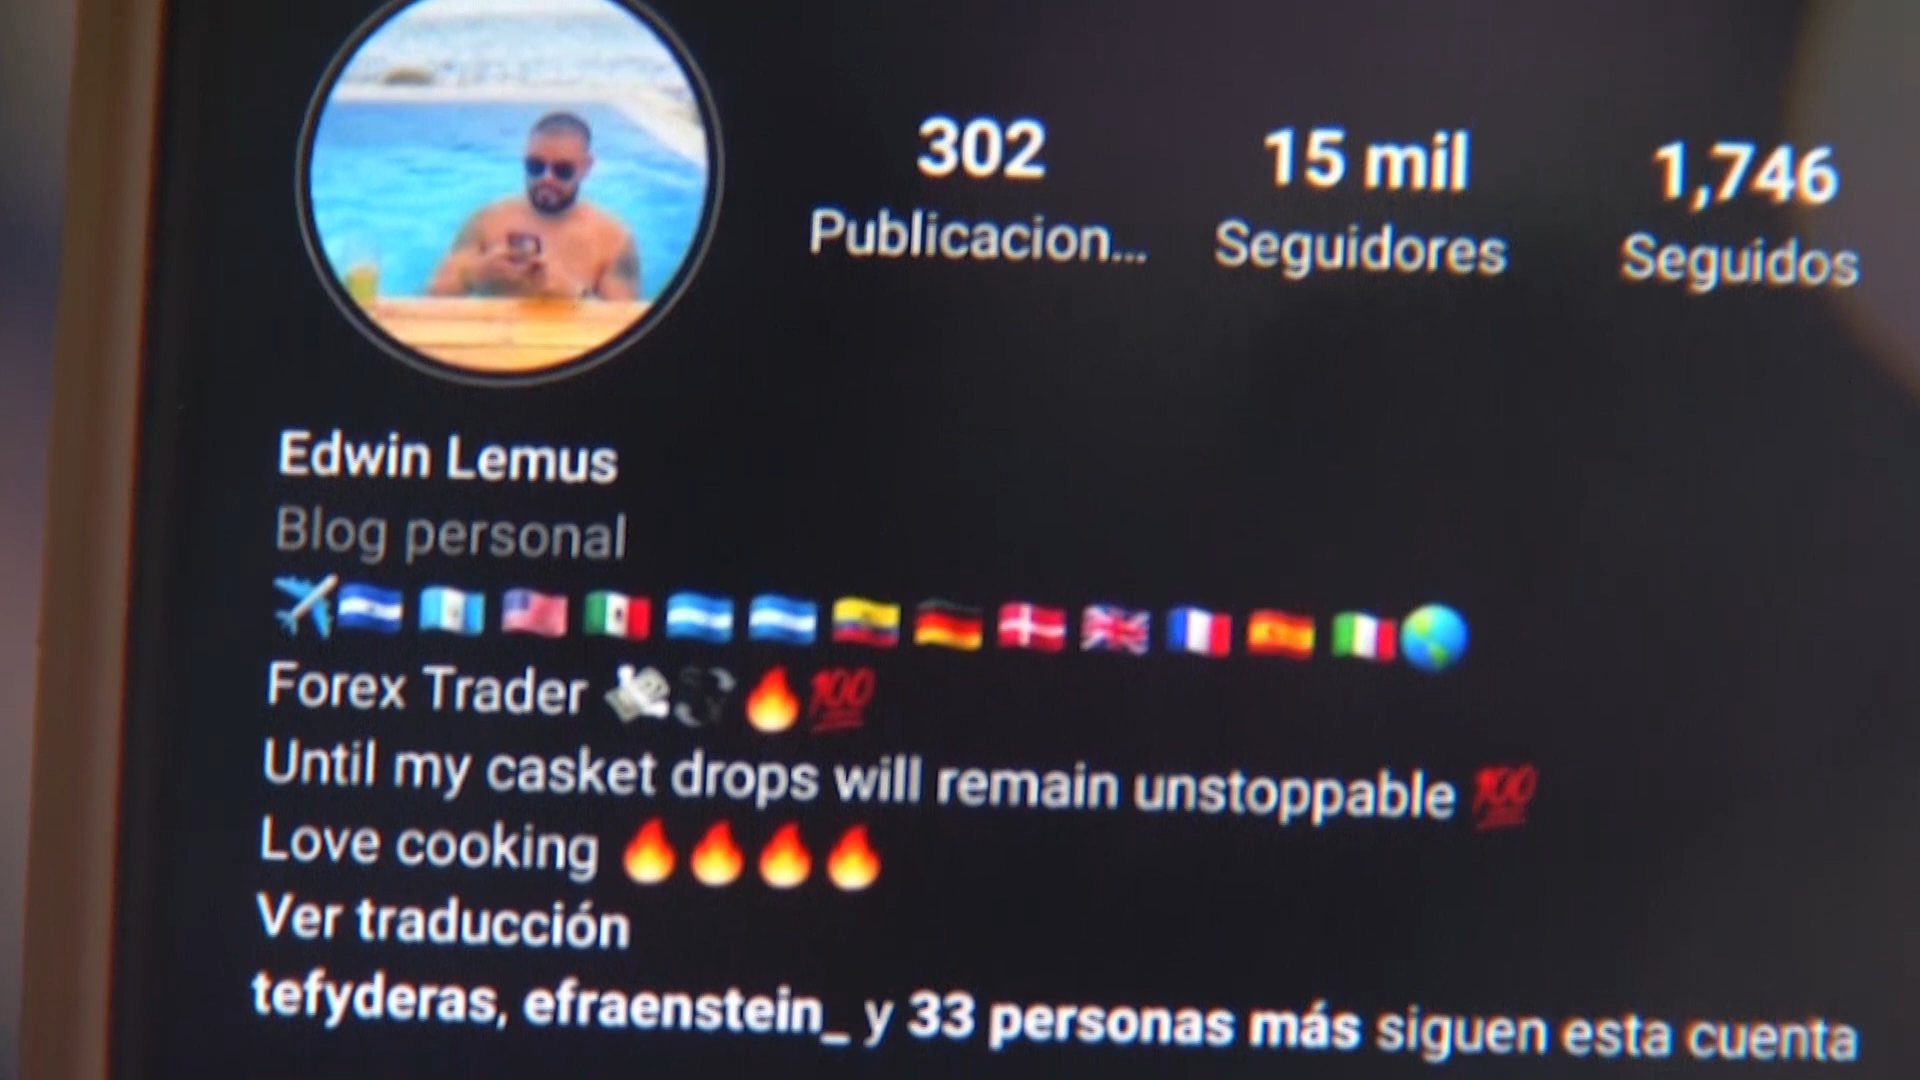 302 15 mil 1,746
Publicacion... Seguidores Seguidos
Edwin Lemus
Blog personal
✈️🇸🇻🇬🇹🇺🇸🇲🇽🇭🇳🇳🇮🇪🇨🇩🇪🇩🇰🇬🇧🇫🇷🇪🇸🇮🇹🌎
Forex Trader 💸💱🔥💯
Until my casket drops will remain unstoppable 💯
Love cooking 🔥🔥🔥🔥
Ver traducción
tefyderas, efraenstein_ y 33 personas más siguen esta cuenta